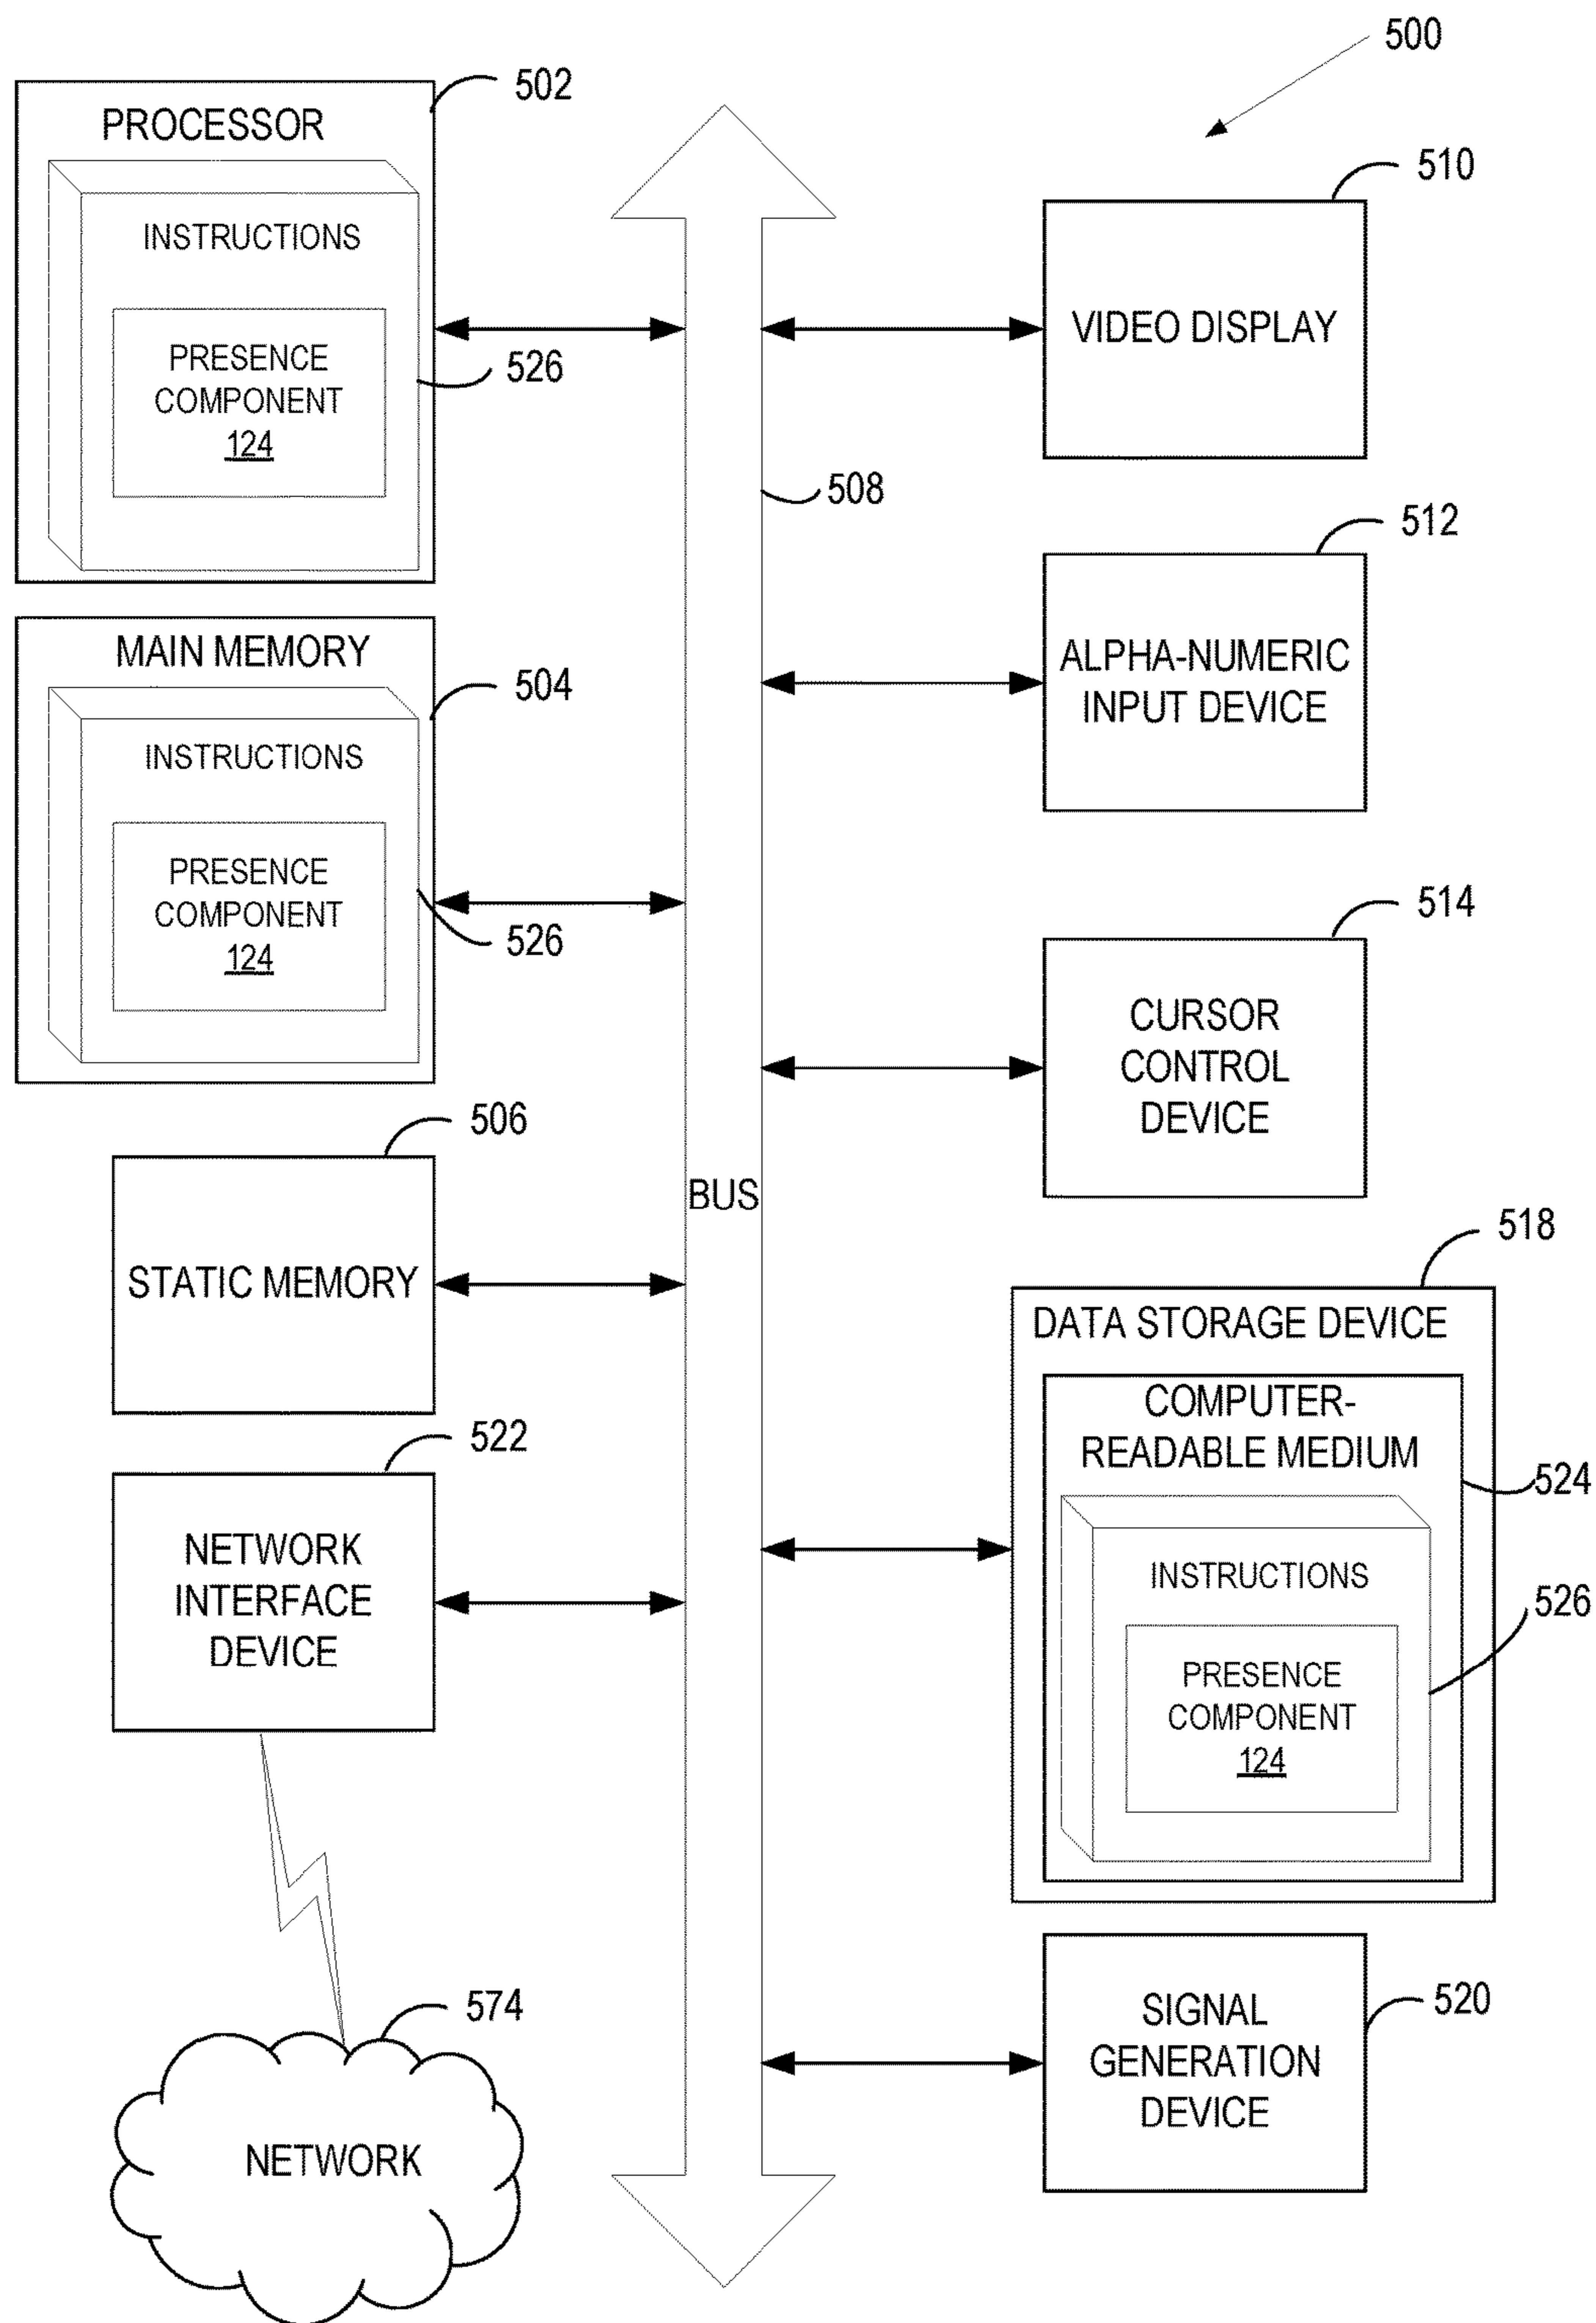 500
502
PROCESSOR
INSTRUCTIONS
PRESENCE
COMPONENT
124
526
MAIN MEMORY
504
INSTRUCTIONS
PRESENCE
COMPONENT
124
526
506
STATIC MEMORY
522
NETWORK
INTERFACE
DEVICE
574
NETWORK
BUS
508
510
VIDEO DISPLAY
512
ALPHA-NUMERIC
INPUT DEVICE
514
CURSOR
CONTROL
DEVICE
518
DATA STORAGE DEVICE
COMPUTER-
READABLE MEDIUM
524
INSTRUCTIONS
526
PRESENCE
COMPONENT
124
520
SIGNAL
GENERATION
DEVICE